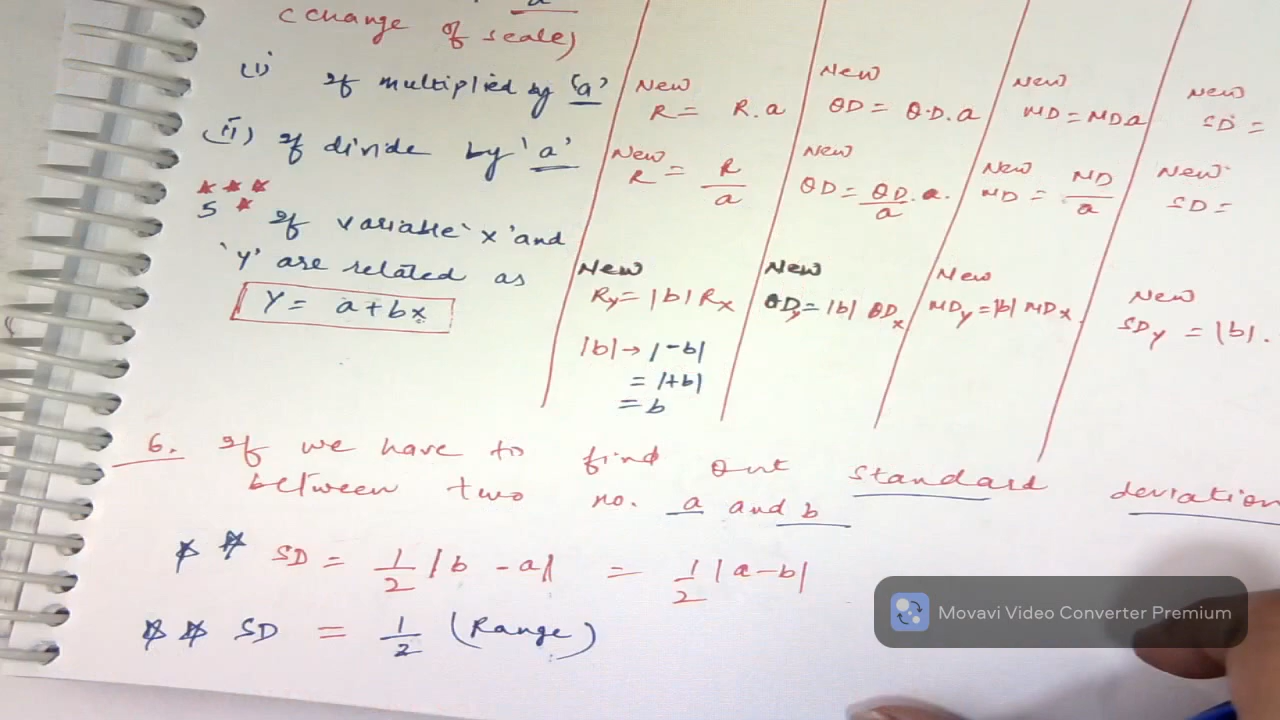 (change of scale)
(i) If multiplied by 'a'
New R = R.a
New QD = Q.D.a
New MD = MD.a
New SD =
(ii) If divide by 'a'
New R = R/a
New QD = QD/a .a.
New MD = MD/a
New SD =
*** 5 * If variable 'x' and
'y' are related as
Y = a+bx
New Ry = |b| Rx
New QDy = |b| QDx
New MDy = |b| MDx
New SDy = |b|.
|b| → |-b|
= |+b|
= b
6. If we have to find out standard deviation
between two no. a and b
SD = 1/2 |b - a| = 1/2 |a-b|
SD = 1/2 (Range)
Movavi Video Converter Premium